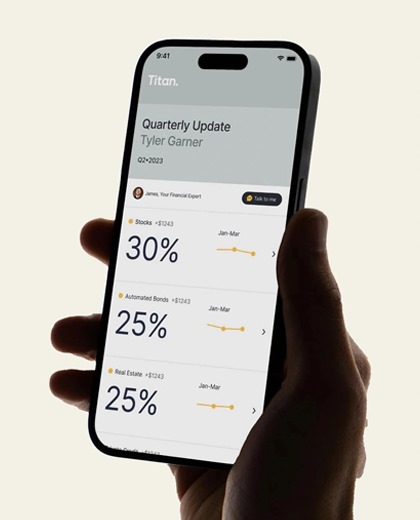 9:41
Titan.
Quarterly Update
Tyler Garner
Q2•2023
James, Your Financial Expert
Talk to me
Stocks +$1243
Jan-Mar
30%
Automated Bonds +$1243
Jan-Mar
25%
Real Estate +$1243
Jan-Mar
25%
+$1243